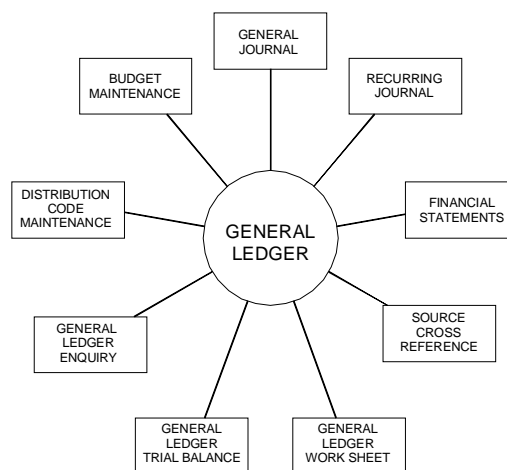 GENERAL
JOURNAL
BUDGET
MAINTENANCE
RECURRING
JOURNAL
DISTRIBUTION
CODE
MAINTENANCE
FINANCIAL
STATEMENTS
GENERAL
LEDGER
GENERAL
LEDGER
ENQUIRY
SOURCE
CROSS
REFERENCE
GENERAL
LEDGER
TRIAL BALANCE
GENERAL
LEDGER
WORK SHEET